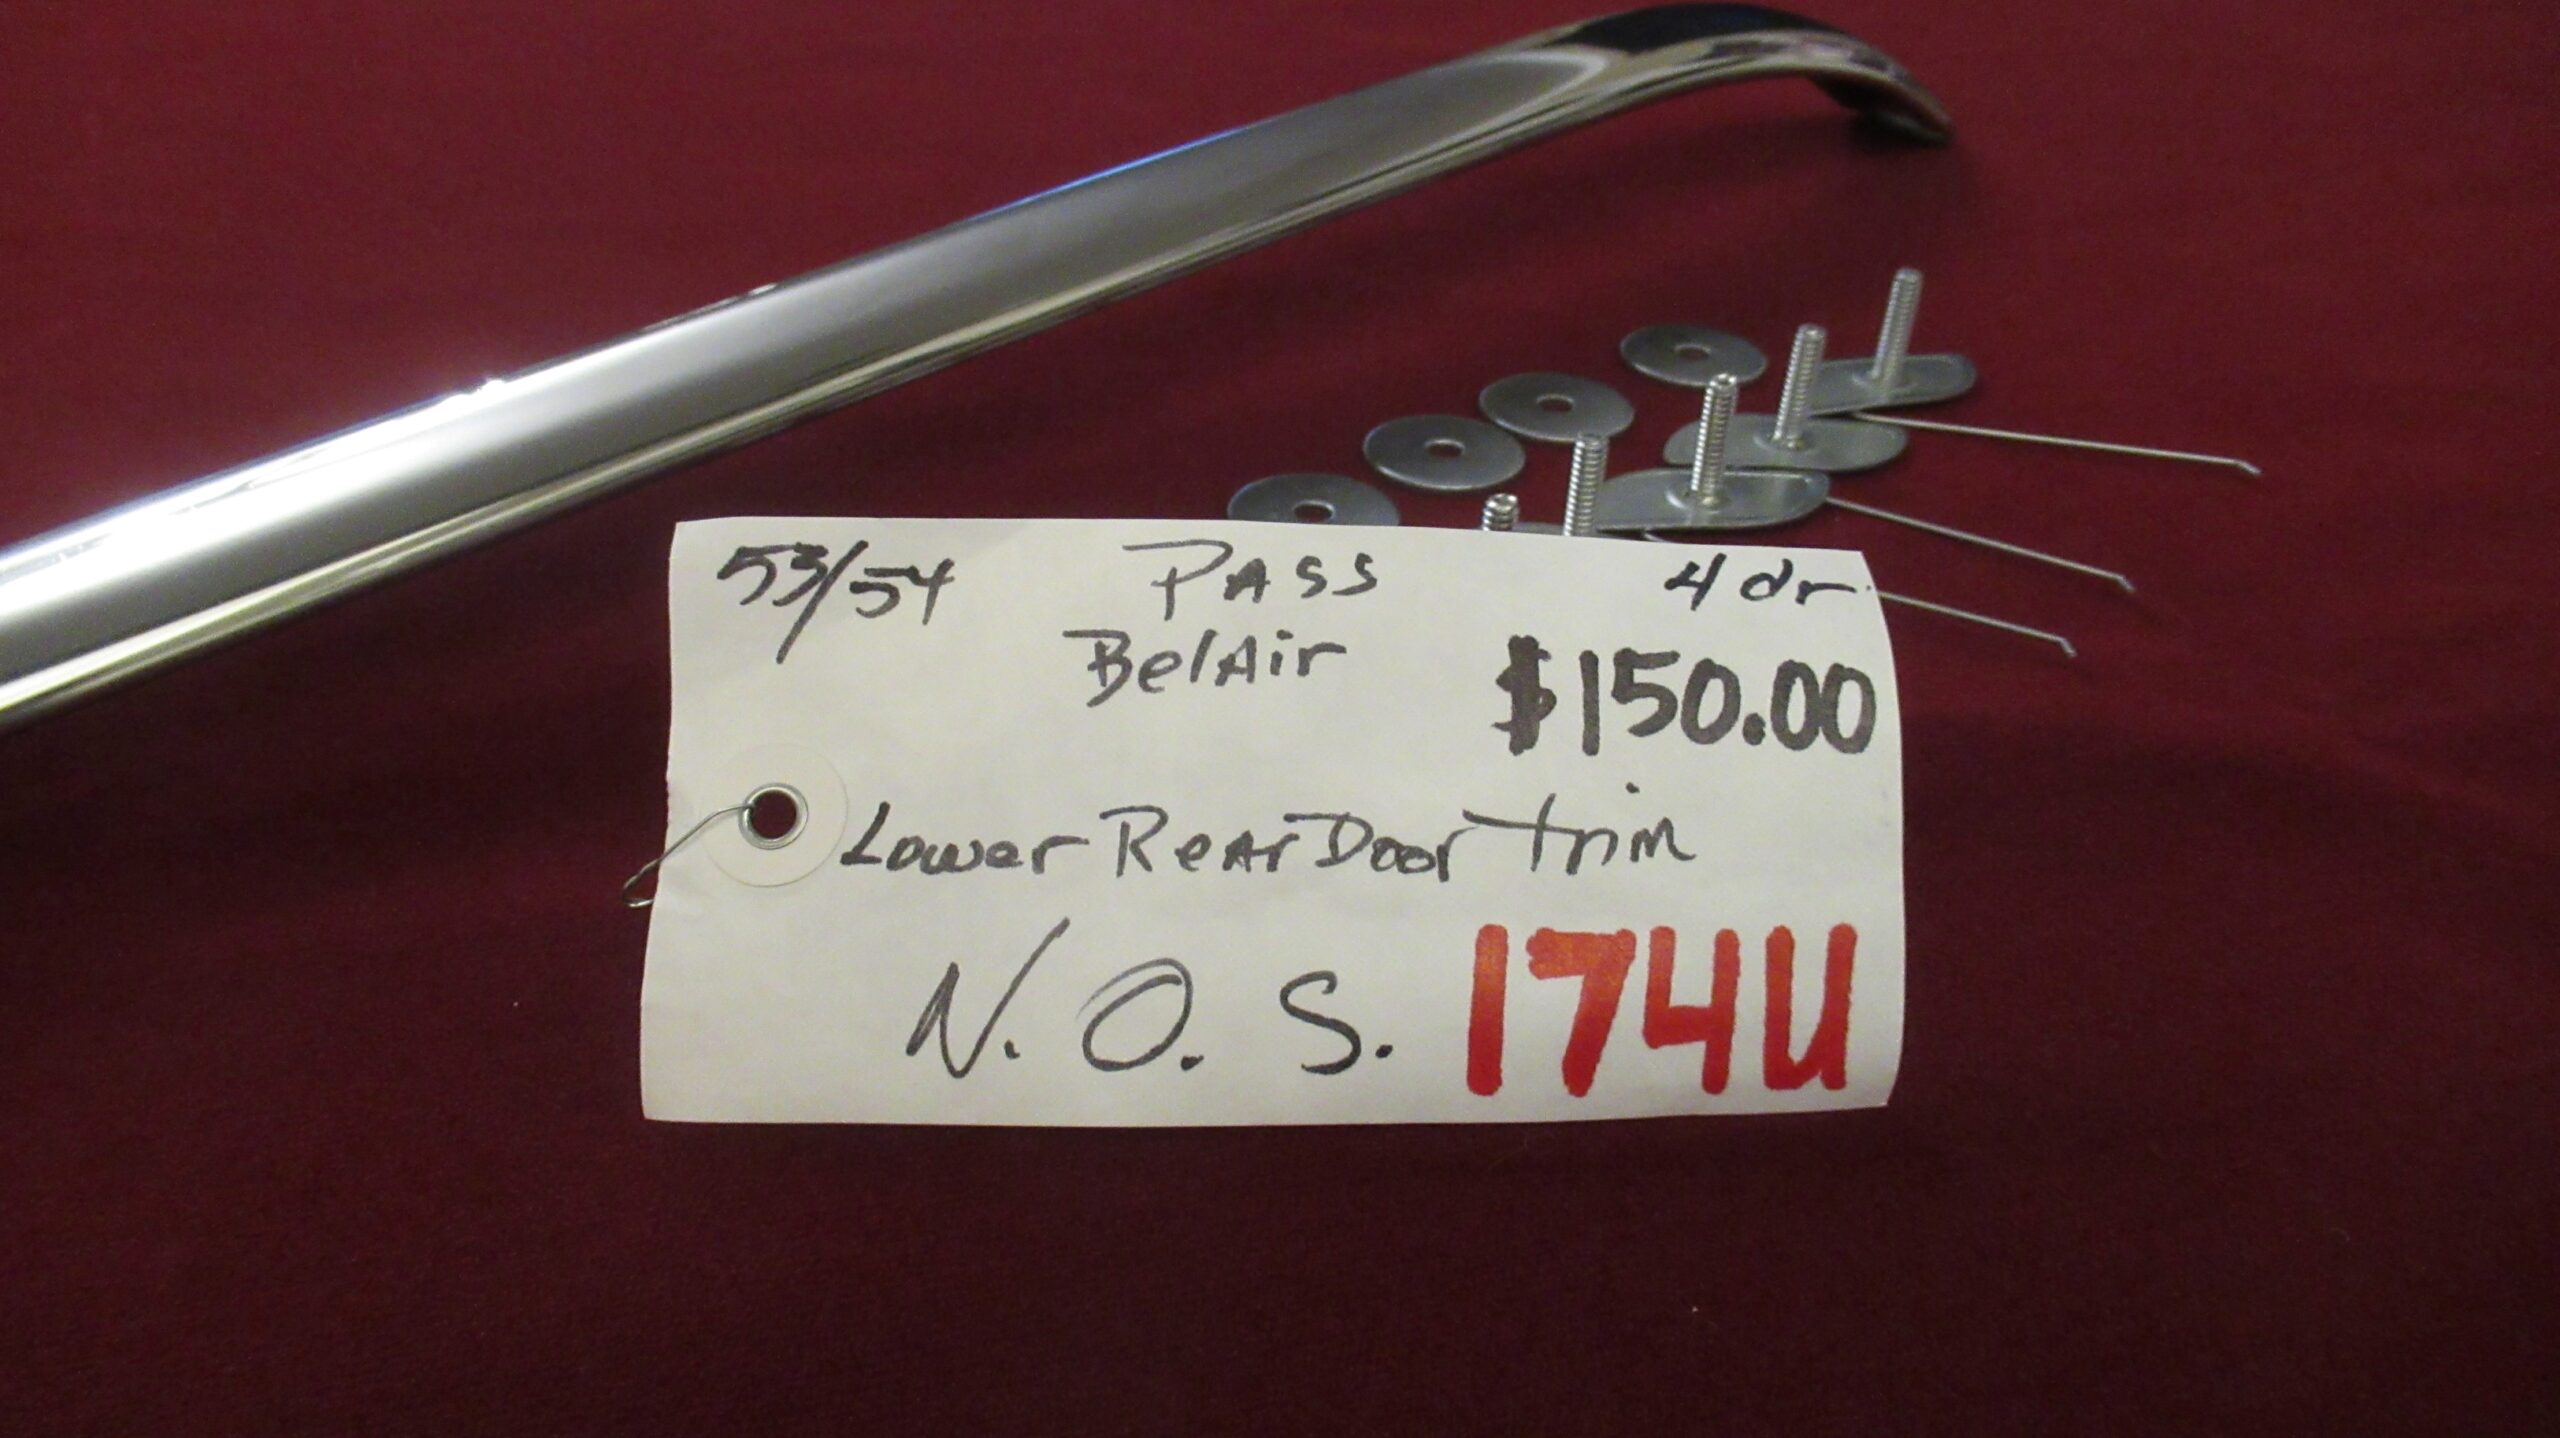 53/54 PASS 4 dr.
BelAir
$150.00
Lower Rear Door Trim
N. O. S. 174U